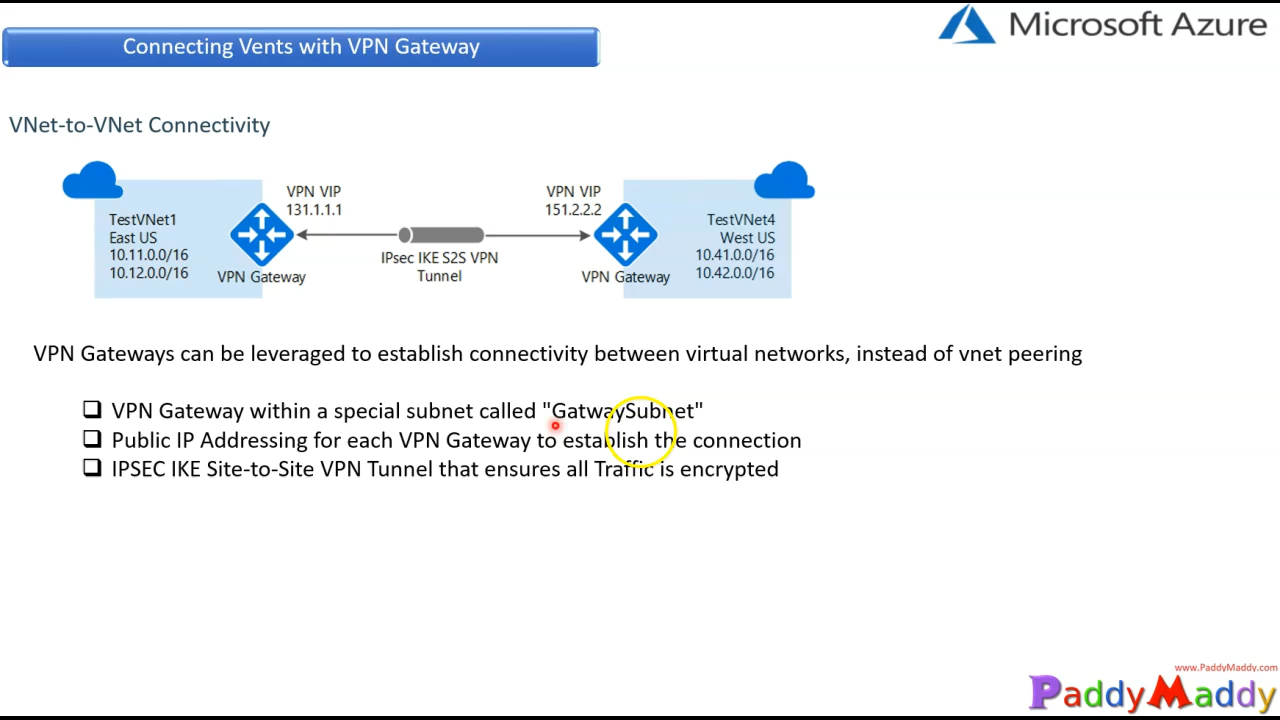 Connecting Vents with VPN Gateway
Microsoft Azure
VNet-to-VNet Connectivity
VPN VIP
131.1.1.1
VPN VIP
151.2.2.2
TestVNet1
East US
10.11.0.0/16
10.12.0.0/16
VPN Gateway
IPsec IKE S2S VPN
Tunnel
VPN Gateway
TestVNet4
West US
10.41.0.0/16
10.42.0.0/16
VPN Gateways can be leveraged to establish connectivity between virtual networks, instead of vnet peering
VPN Gateway within a special subnet called "GatwaySubnet"
Public IP Addressing for each VPN Gateway to establish the connection
IPSEC IKE Site-to-Site VPN Tunnel that ensures all Traffic is encrypted
www.PaddyMaddy.com
PaddyMaddy